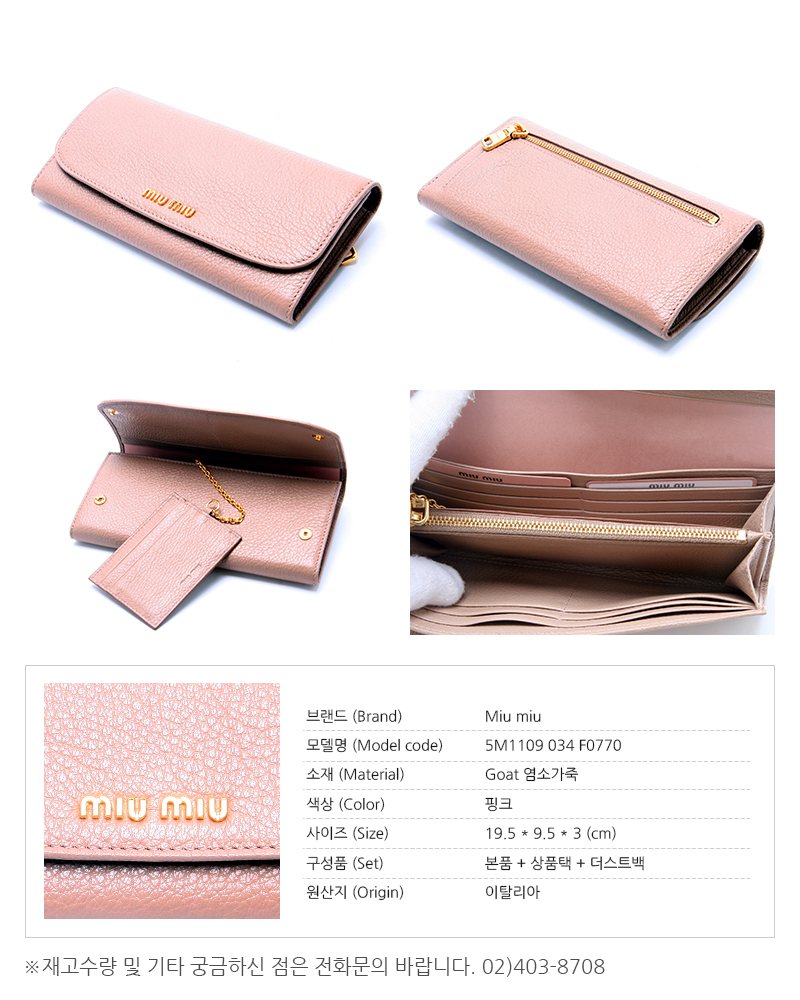 MIU MIU
MIU MIU
MIU MIU
MIU MIU
브랜드 (Brand) Miu miu
모델명 (Model code) 5M1109 034 F0770
소재 (Material) Goat 염소가죽
색상 (Color) 핑크
사이즈 (Size) 19.5 * 9.5 * 3 (cm)
구성품 (Set) 본품 + 상품택 + 더스트백
원산지 (Origin) 이탈리아
※재고수량 및 기타 궁금하신 점은 전화문의 바랍니다. 02)403-8708